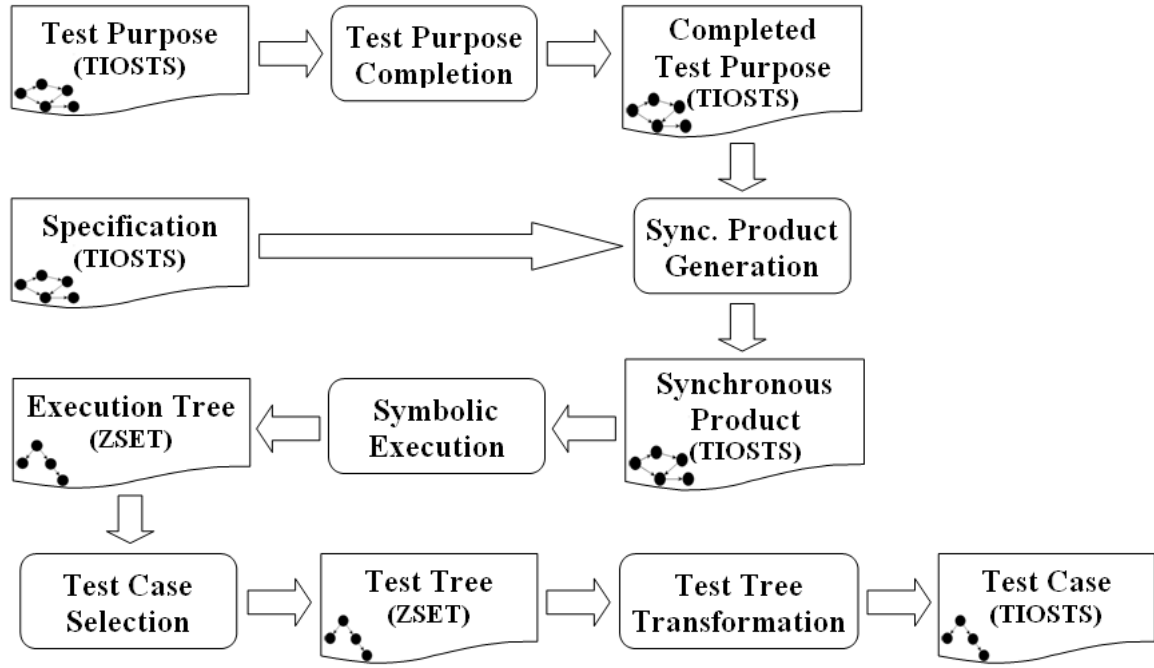 Test Purpose
(TIOSTS)
Test Purpose
Completion
Completed
Test Purpose
(TIOSTS)
Specification
(TIOSTS)
Sync. Product
Generation
Execution Tree
(ZSET)
Symbolic
Execution
Synchronous
Product
(TIOSTS)
Test Case
Selection
Test Tree
(ZSET)
Test Tree
Transformation
Test Case
(TIOSTS)